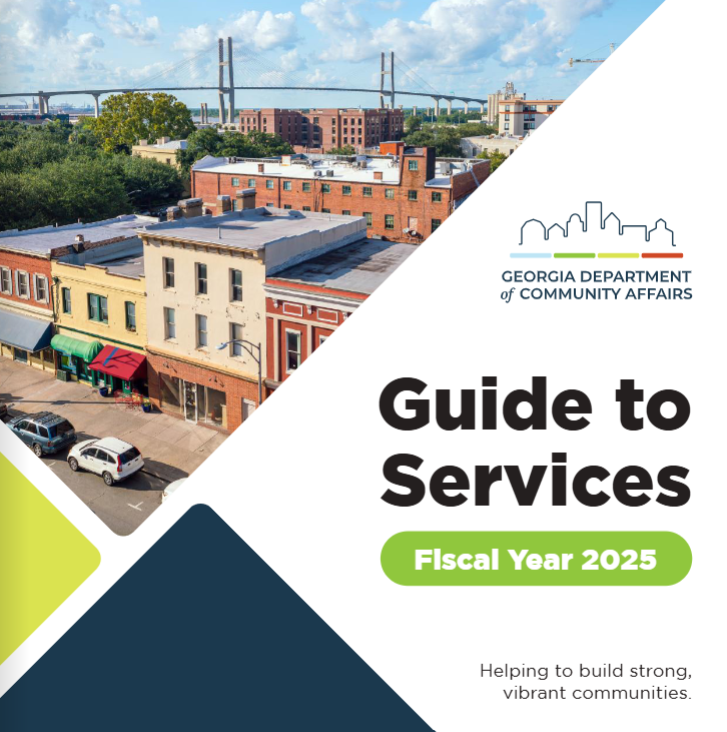 GEORGIA DEPARTMENT
of COMMUNITY AFFAIRS
Guide to
Services
FIscal Year 2025
Helping to build strong,
vibrant communities.